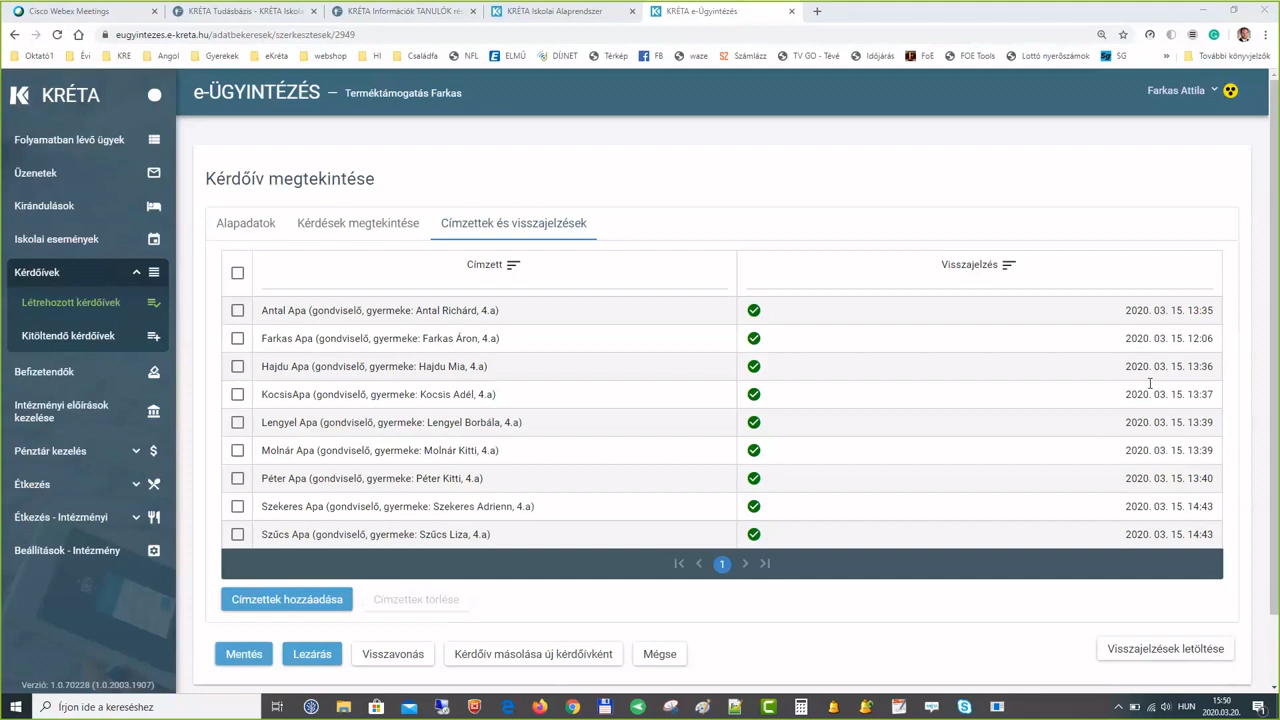 Cisco Webex Meetings
KRÉTA Tudásbázis - KRÉTA Iskola
KRÉTA Információk TANULÓK ré
KRÉTA Iskolai Alaprendszer
KRÉTA e-Ügyintézés
eugyintezes.e-kreta.hu/adatbekeresek/szerkesztesek/2949
Oktató1 Évi KRE Angol Gyerekek eKréta webshop HI Családfa NFL ELMŰ DÜNET Térkép FB waze Számlázz TV GO - Tévé Időjárás FoE FOE Tools Lottó nyerőszámok SG » További könyvjelzők
KRÉTA
e-ÜGYINTÉZÉS — Terméktámogatás Farkas
Farkas Attila
Folyamatban lévő ügyek
Üzenetek
Kirándulások
Iskolai események
Kérdőívek
Létrehozott kérdőívek
Kitöltendő kérdőívek
Befizetendők
Intézményi előírások
kezelése
Pénztár kezelés
Étkezés
Étkezés - Intézményi
Beállítások - Intézmény
Verzió: 1.0.70228 (1.0.2003.1907)
Kérdőív megtekintése
Alapadatok Kérdések megtekintése Címzettek és visszajelzések
Címzett Visszajelzés
Antal Apa (gondviselő, gyermeke: Antal Richárd, 4.a) 2020. 03. 15. 13:35
Farkas Apa (gondviselő, gyermeke: Farkas Áron, 4.a) 2020. 03. 15. 12:06
Hajdu Apa (gondviselő, gyermeke: Hajdu Mia, 4.a) 2020. 03. 15. 13:36
KocsisApa (gondviselő, gyermeke: Kocsis Adél, 4.a) 2020. 03. 15. 13:37
Lengyel Apa (gondviselő, gyermeke: Lengyel Borbála, 4.a) 2020. 03. 15. 13:39
Molnár Apa (gondviselő, gyermeke: Molnár Kitti, 4.a) 2020. 03. 15. 13:39
Péter Apa (gondviselő, gyermeke: Péter Kitti, 4.a) 2020. 03. 15. 13:40
Szekeres Apa (gondviselő, gyermeke: Szekeres Adrienn, 4.a) 2020. 03. 15. 14:43
Szűcs Apa (gondviselő, gyermeke: Szűcs Liza, 4.a) 2020. 03. 15. 14:43
1
Címzettek hozzáadása Címzettek törlése
Mentés Lezárás Visszavonás Kérdőív másolása új kérdőívként Mégse Visszajelzések letöltése
Írjon ide a kereséshez
HUN
15:50
2020.03.20.